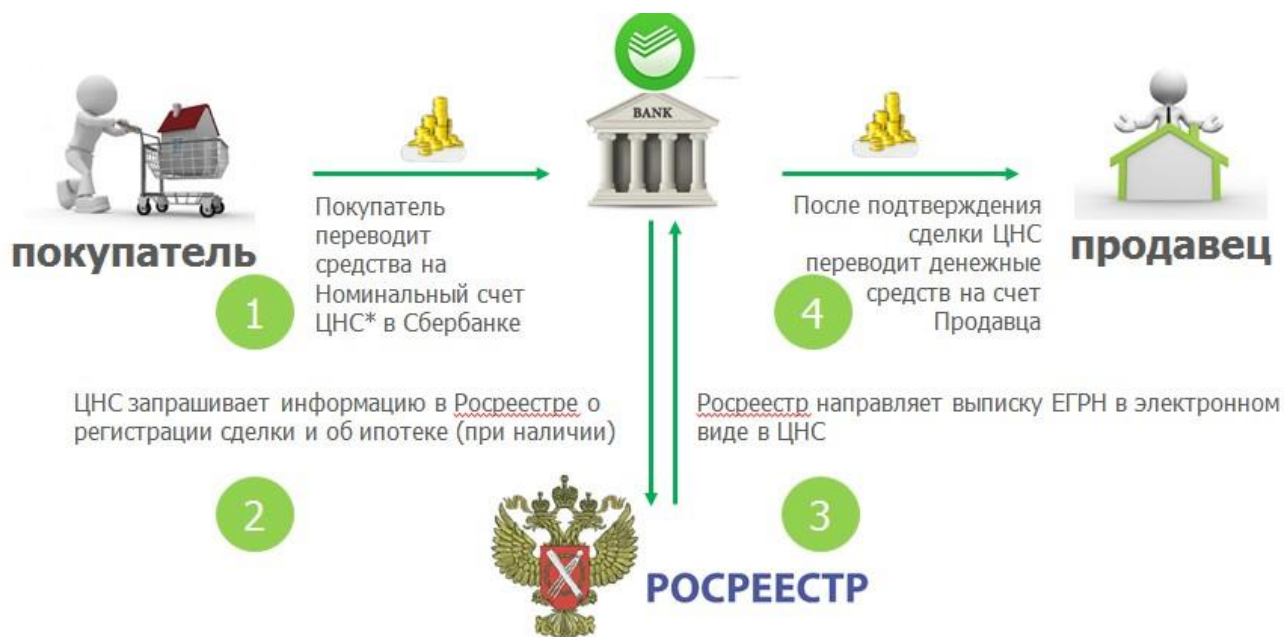 BANK
покупатель
1
Покупатель
переводит
средства на
Номинальный счет
ЦНС* в Сбербанке
После подтверждения
сделки ЦНС
переводит денежные
средств на счет
Продавца
4
продавец
ЦНС запрашивает информацию в Росреестре о
регистрации сделки и об ипотеке (при наличии)
2
Росреестр направляет выписку ЕГРН в электронном
виде в ЦНС
3
РОСРЕЕСТР